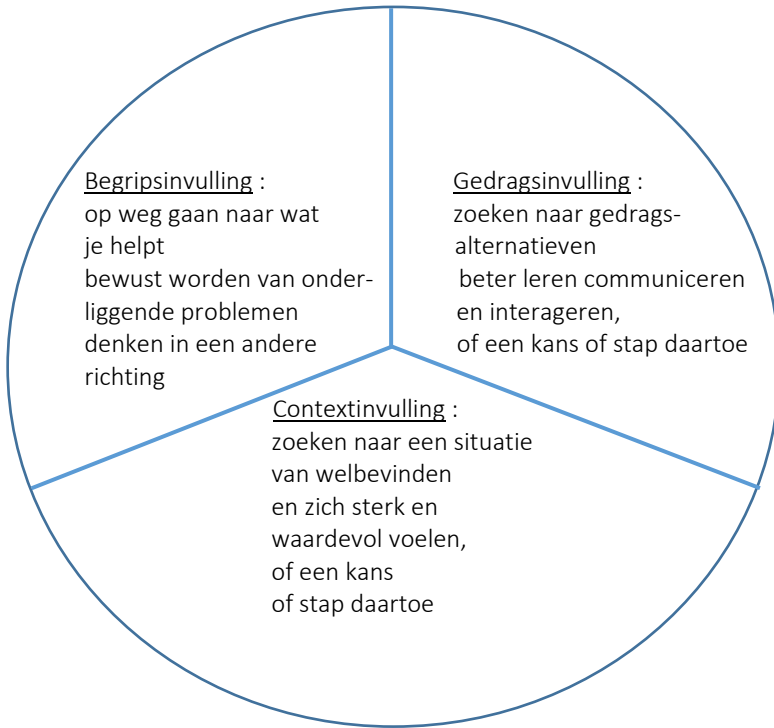 Begripsinvulling :
op weg gaan naar wat
je helpt
bewust worden van onder-
liggende problemen
denken in een andere
richting
Gedragsinvulling :
zoeken naar gedrags-
alternatieven
beter leren communiceren
en interageren,
of een kans of stap daartoe
Contextinvulling :
zoeken naar een situatie
van welbevinden
en zich sterk en
waardevol voelen,
of een kans
of stap daartoe